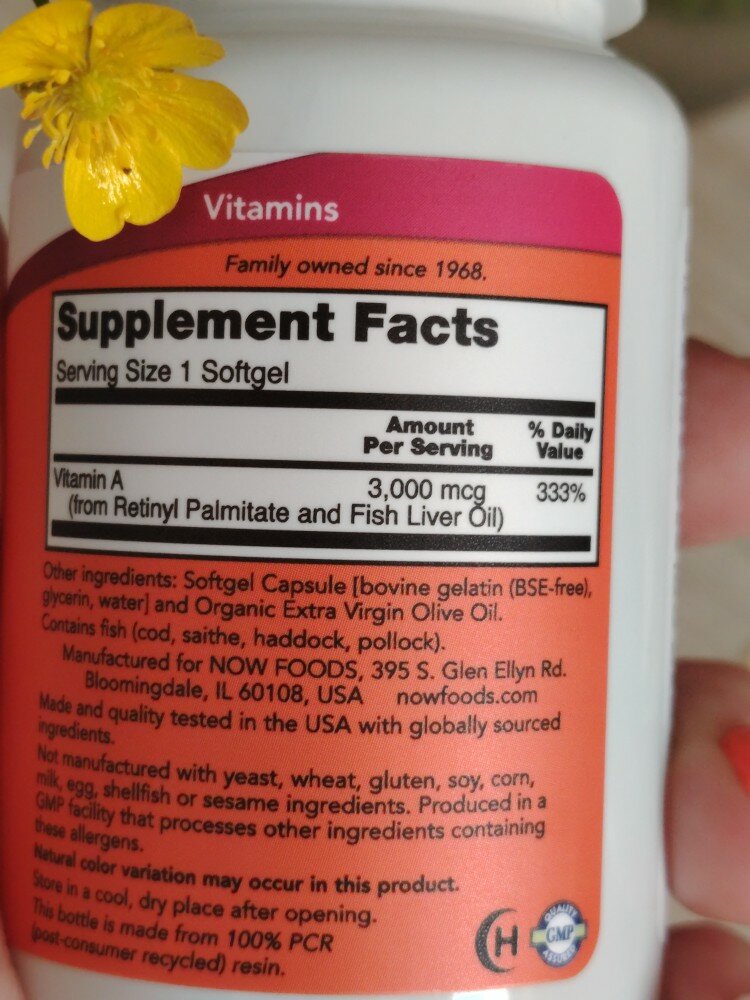 Vitamins
Family owned since 1968.
Supplement Facts
Serving Size 1 Softgel
Amount
Per Serving
% Daily
Value
Vitamin A 3,000 mcg 333%
(from Retinyl Palmitate and Fish Liver Oil)
Other ingredients: Softgel Capsule [bovine gelatin (BSE-free),
glycerin, water] and Organic Extra Virgin Olive Oil.
Contains fish (cod, saithe, haddock, pollock).
Manufactured for NOW FOODS, 395 S. Glen Ellyn Rd.
Bloomingdale, IL 60108, USA nowfoods.com
Made and quality tested in the USA with globally sourced
ingredients.
Not manufactured with yeast, wheat, gluten, soy, corn,
milk, egg, shellfish or sesame ingredients. Produced in a
GMP facility that processes other ingredients containing
these allergens.
Natural color variation may occur in this product.
Store in a cool, dry place after opening.
This bottle is made from 100% PCR
(post-consumer recycled) resin.
H
QUALITY
GMP
ASSURED